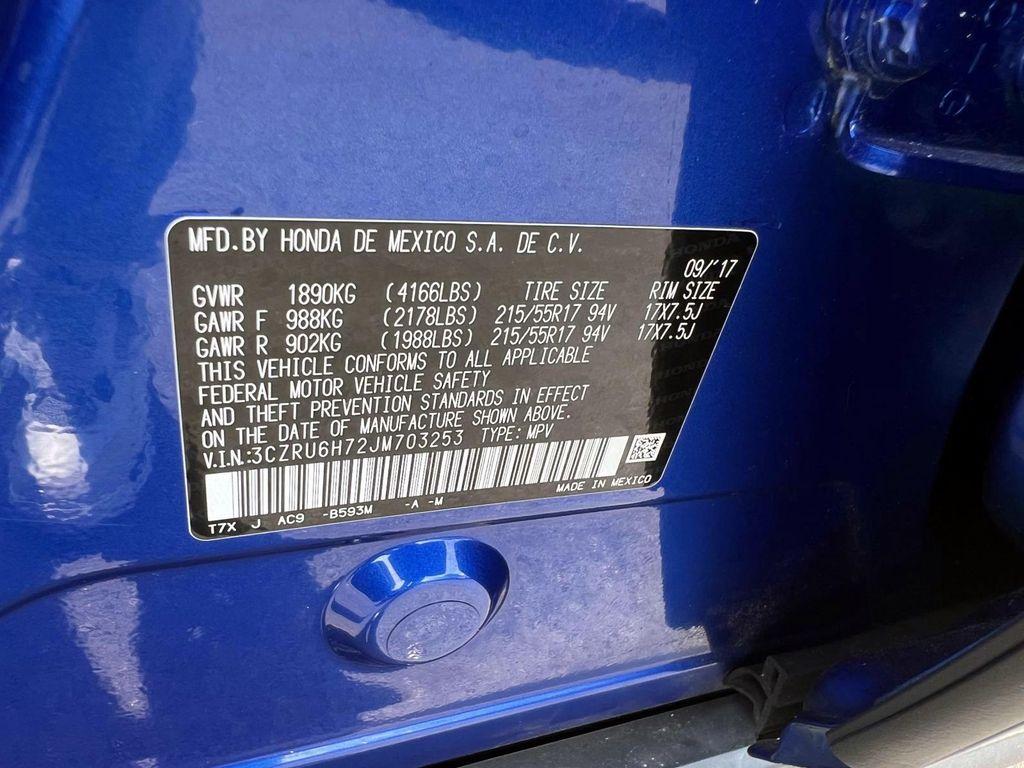 MFD.BY HONDA DE MEXICO S.A. DE C.V.
09/'17
GVWR 1890KG (4166LBS) TIRE SIZE RIM SIZE
GAWR F 988KG (2178LBS) 215/55R17 94V 17X7.5J
GAWR R 902KG (1988LBS) 215/55R17 94V 17X7.5J
THIS VEHICLE CONFORMS TO ALL APPLICABLE
FEDERAL MOTOR VEHICLE SAFETY
AND THEFT PREVENTION STANDARDS IN EFFECT
ON THE DATE OF MANUFACTURE SHOWN ABOVE.
V.I.N.:3CZRU6H72JM703253 TYPE: MPV
MADE IN MEXICO
T7X J AC9 -B593M -A -M